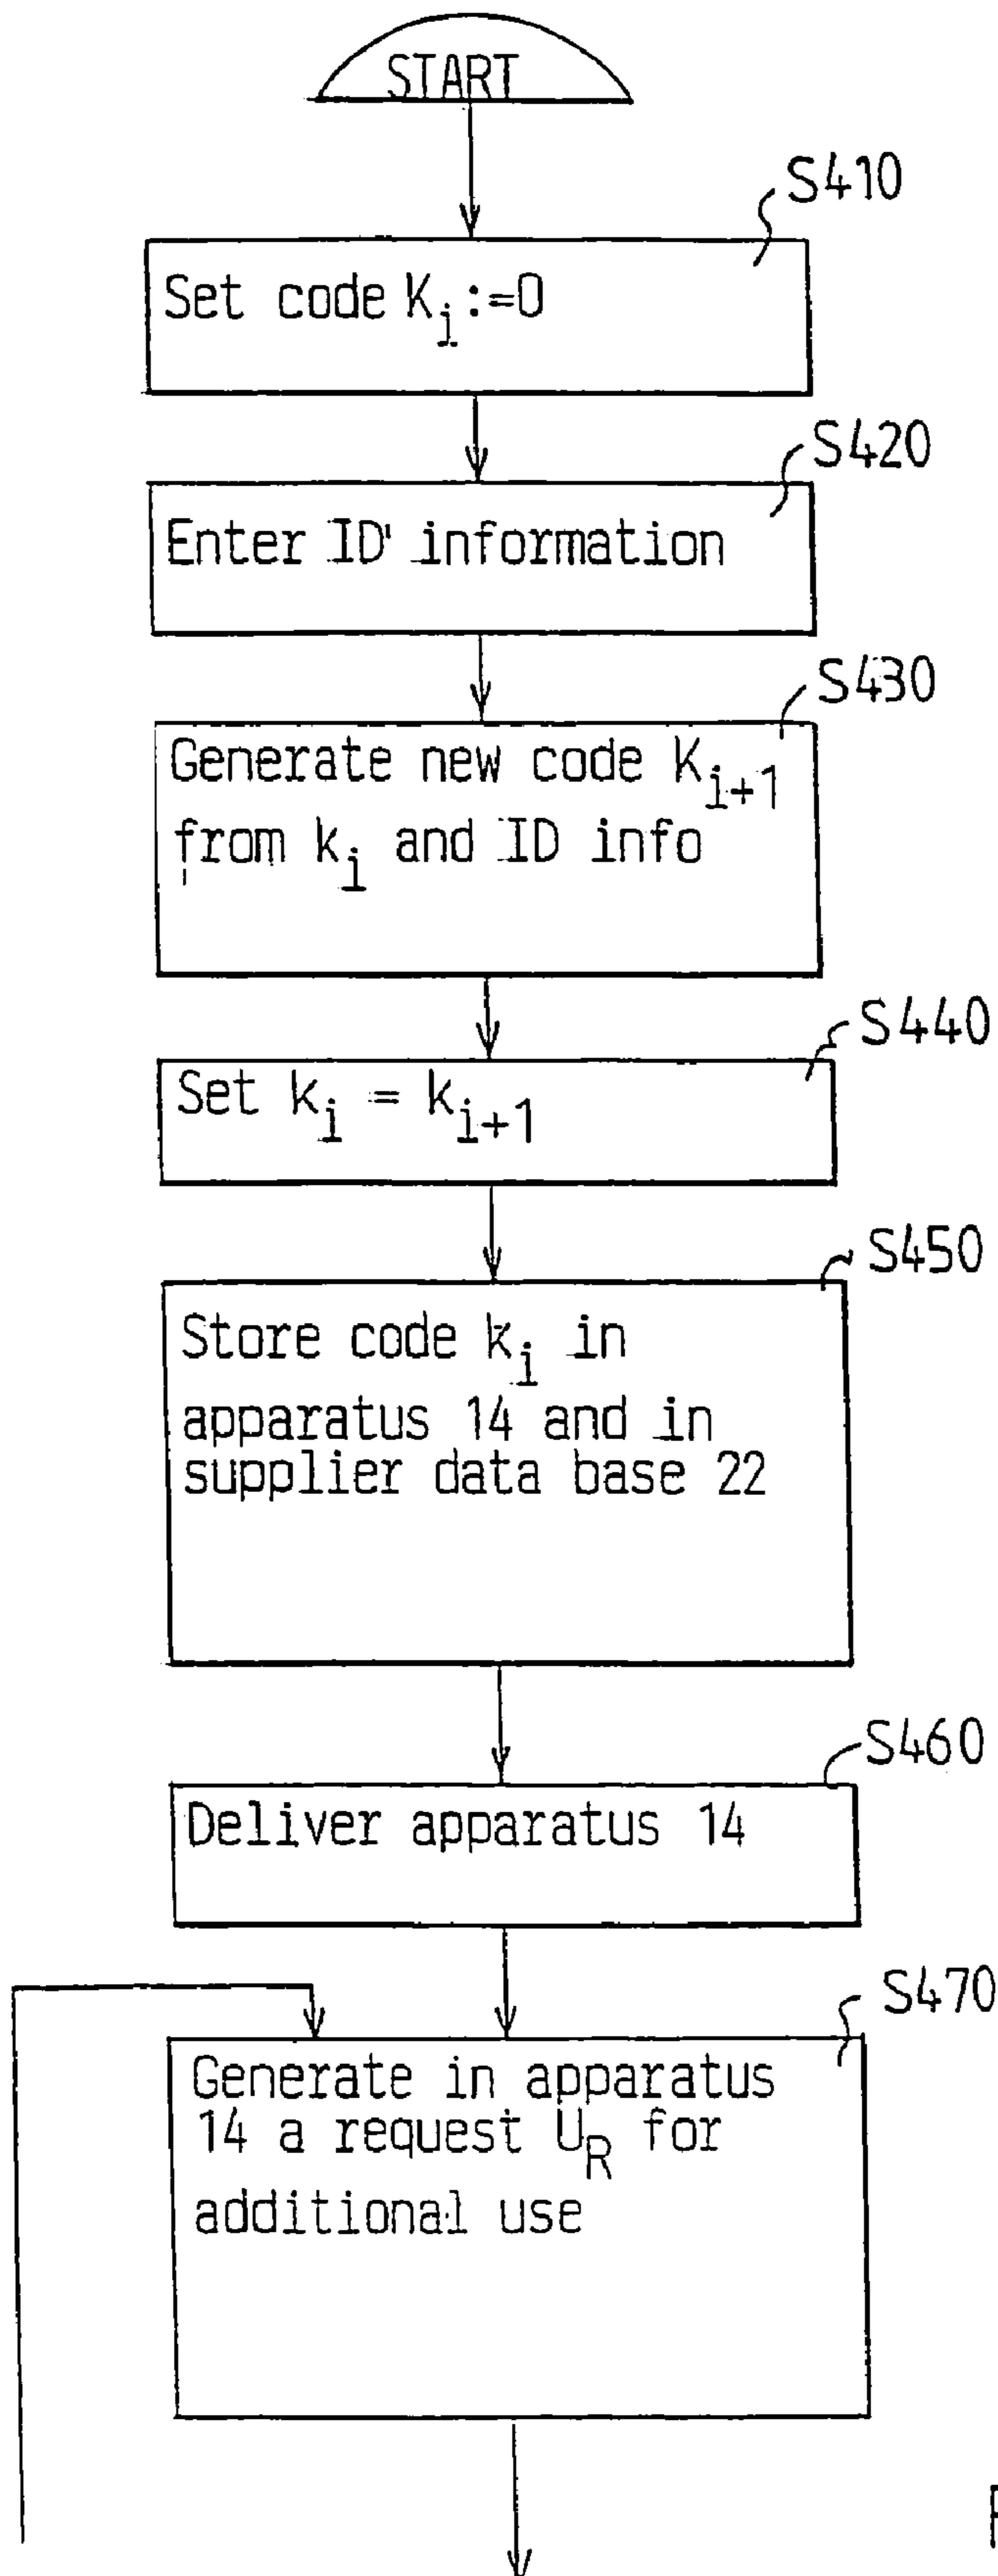 START
S410
Set code K_i :=0
S420
Enter ID' information
S430
Generate new code K_{i+1}
from k_i and ID info
S440
Set k_i = k_{i+1}
S450
Store code k_i in
apparatus 14 and in
supplier data base 22
S460
Deliver apparatus 14
S470
Generate in apparatus
14 a request U_R for
additional use